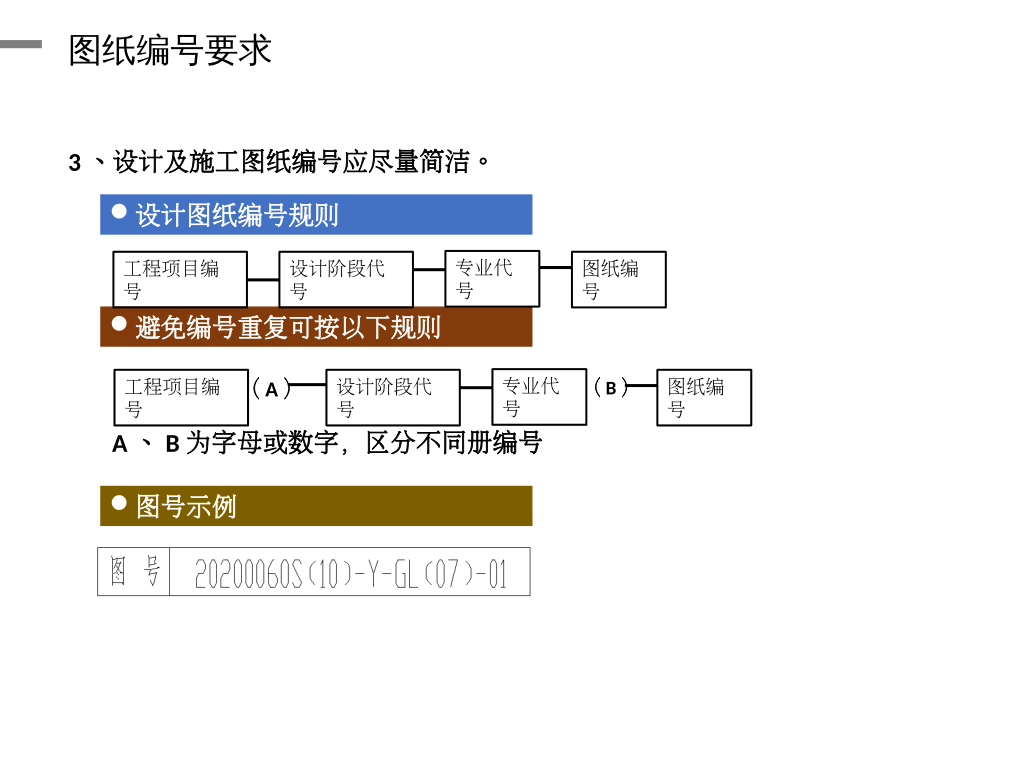 图纸编号要求
3、设计及施工图纸编号应尽量简洁。
●设计图纸编号规则
工程项目编
号
设计阶段代
号
专业代
号
图纸编
号
●避免编号重复可按以下规则
工程项目编
号
（A）
设计阶段代
号
专业代
号
（B）
图纸编
号
A、B为字母或数字，区分不同册编号
●图号示例
图 号 20200060S(10)-Y-GL(07)-01